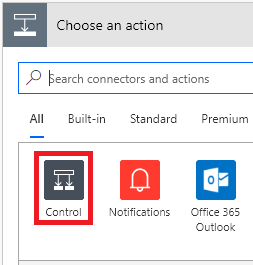 Choose an action
Search connectors and actions
All Built-in Standard Premium
Control Notifications Office 365
Outlook